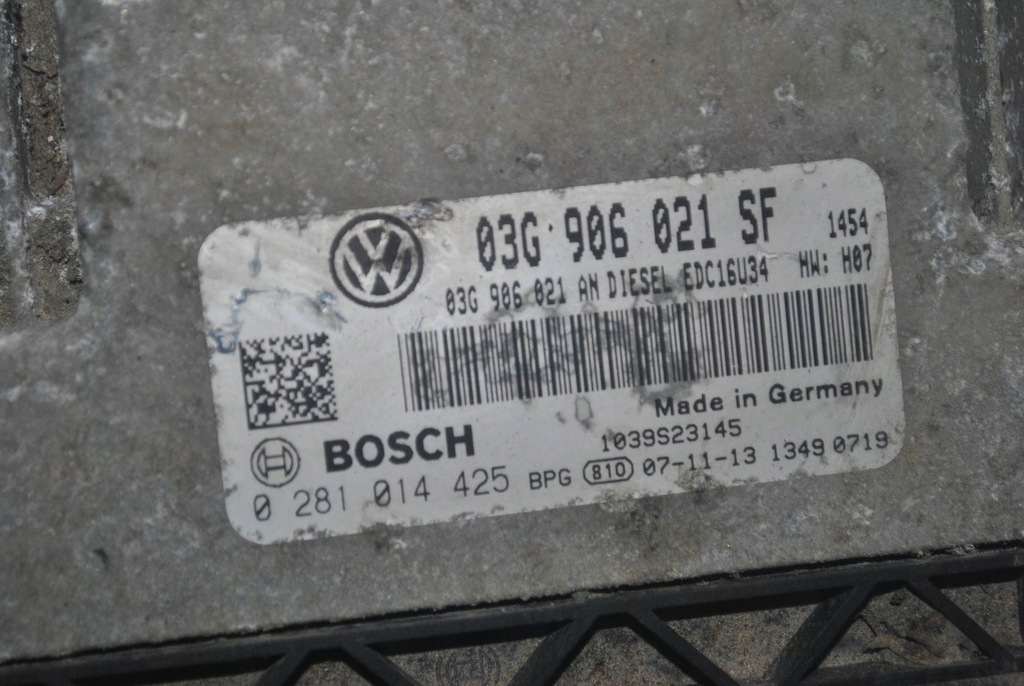 03G 906 021 SF 1454
03G 906 021 AN DIESEL EDC16U34 HW: H07
Made in Germany
BOSCH 1039S23145
0 281 014 425 BPG 810 07-11-13 1349 0719